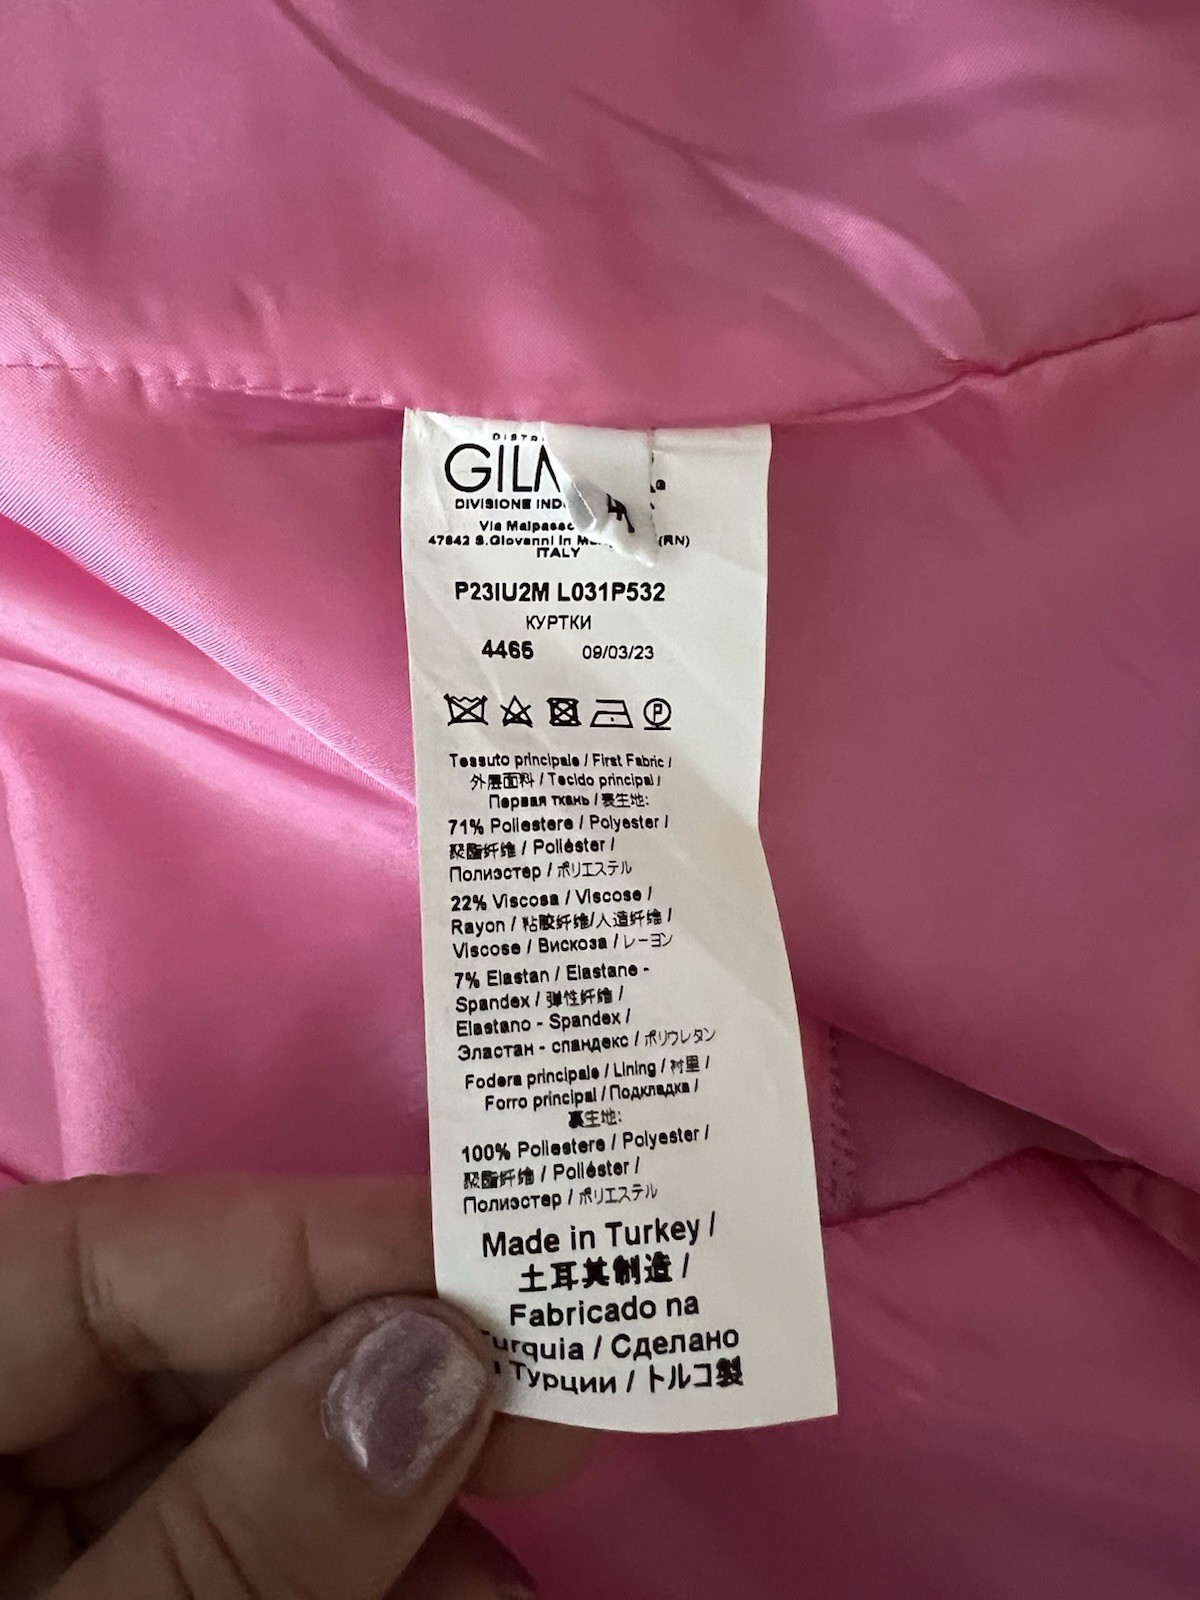 GILM
DIVISIONE IND
Via Malpasso
47842 S.Giovanni in (RN)
ITALY
P23IU2M L031P532
КУРТКИ
4465 09/03/23
P
Tessuto principale / First Fabric /
外层面料 / Tecido principal /
Первая ткань / 表生地:
71% Poliestere / Polyester /
聚酯纤维 / Poliéster /
Полиэстер / ポリエステル
22% Viscosa / Viscose /
Rayon / 粘胶纤维/人造纤维 /
Viscose / Вискоза / レーヨン
7% Elastan / Elastane -
Spandex / 弹性纤维 /
Elastano - Spandex /
Эластан - спандекс / ポリウレタン
Fodera principale / Lining / 衬里 /
Forro principal / Подкладка /
裏生地:
100% Poliestere / Polyester /
聚酯纤维 / Poliéster /
Полиэстер / ポリエステル
Made in Turkey /
土耳其制造 /
Fabricado na
Turquia / Сделано
Турции / トルコ製